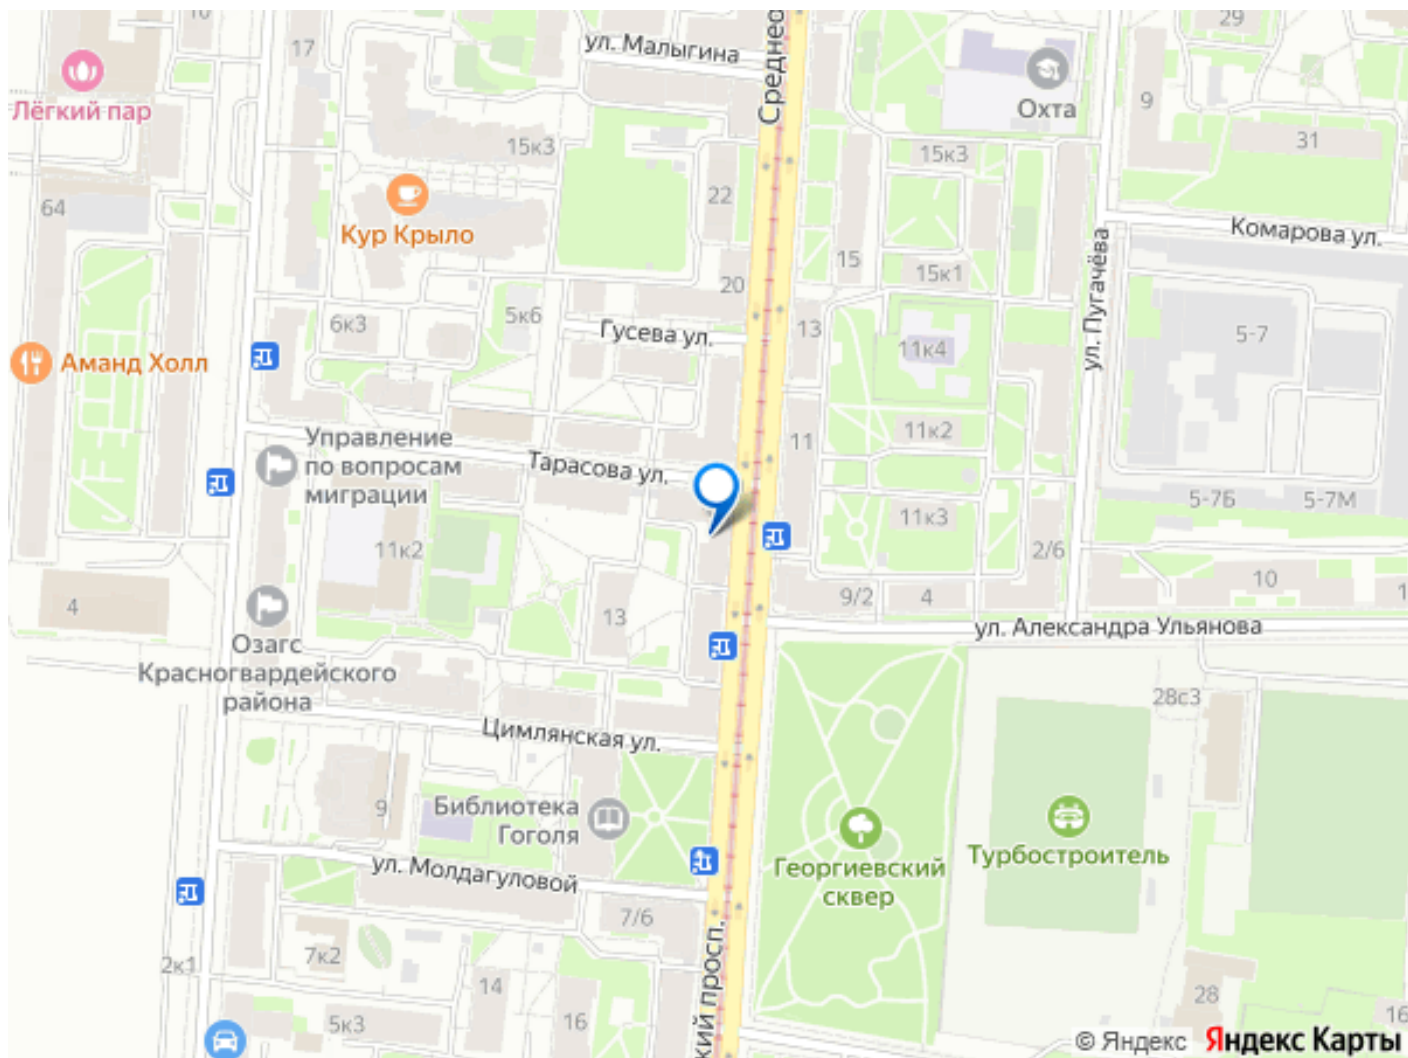 10
17
ул. Малыгина
Среднео
29
Лёгкий пар
Охта
9
31
15к3
15к3
64
22
Кур Крыло
Комарова ул.
15
15к1
20
ул. Пугачёва
5к6
6к3
Гусева ул.
13
11к4
5-7
Аманд Холл
11
11к2
Управление
по вопросам
миграции
Тарасова ул.
5-7Б
5-7М
11к3
11к2
2/6
10
1
4
13
9/2
4
ул. Александра Ульянова
Озагс
Красногвардейского
района
28с3
Цимлянская ул.
9
Библиотека
Гоголя
Георгиевский
сквер
Турбостроитель
ул. Молдагуловой
7/6
кий просп.
7к2
2к1
14
28
5к3
16
16
© Яндекс Яндекс Карты